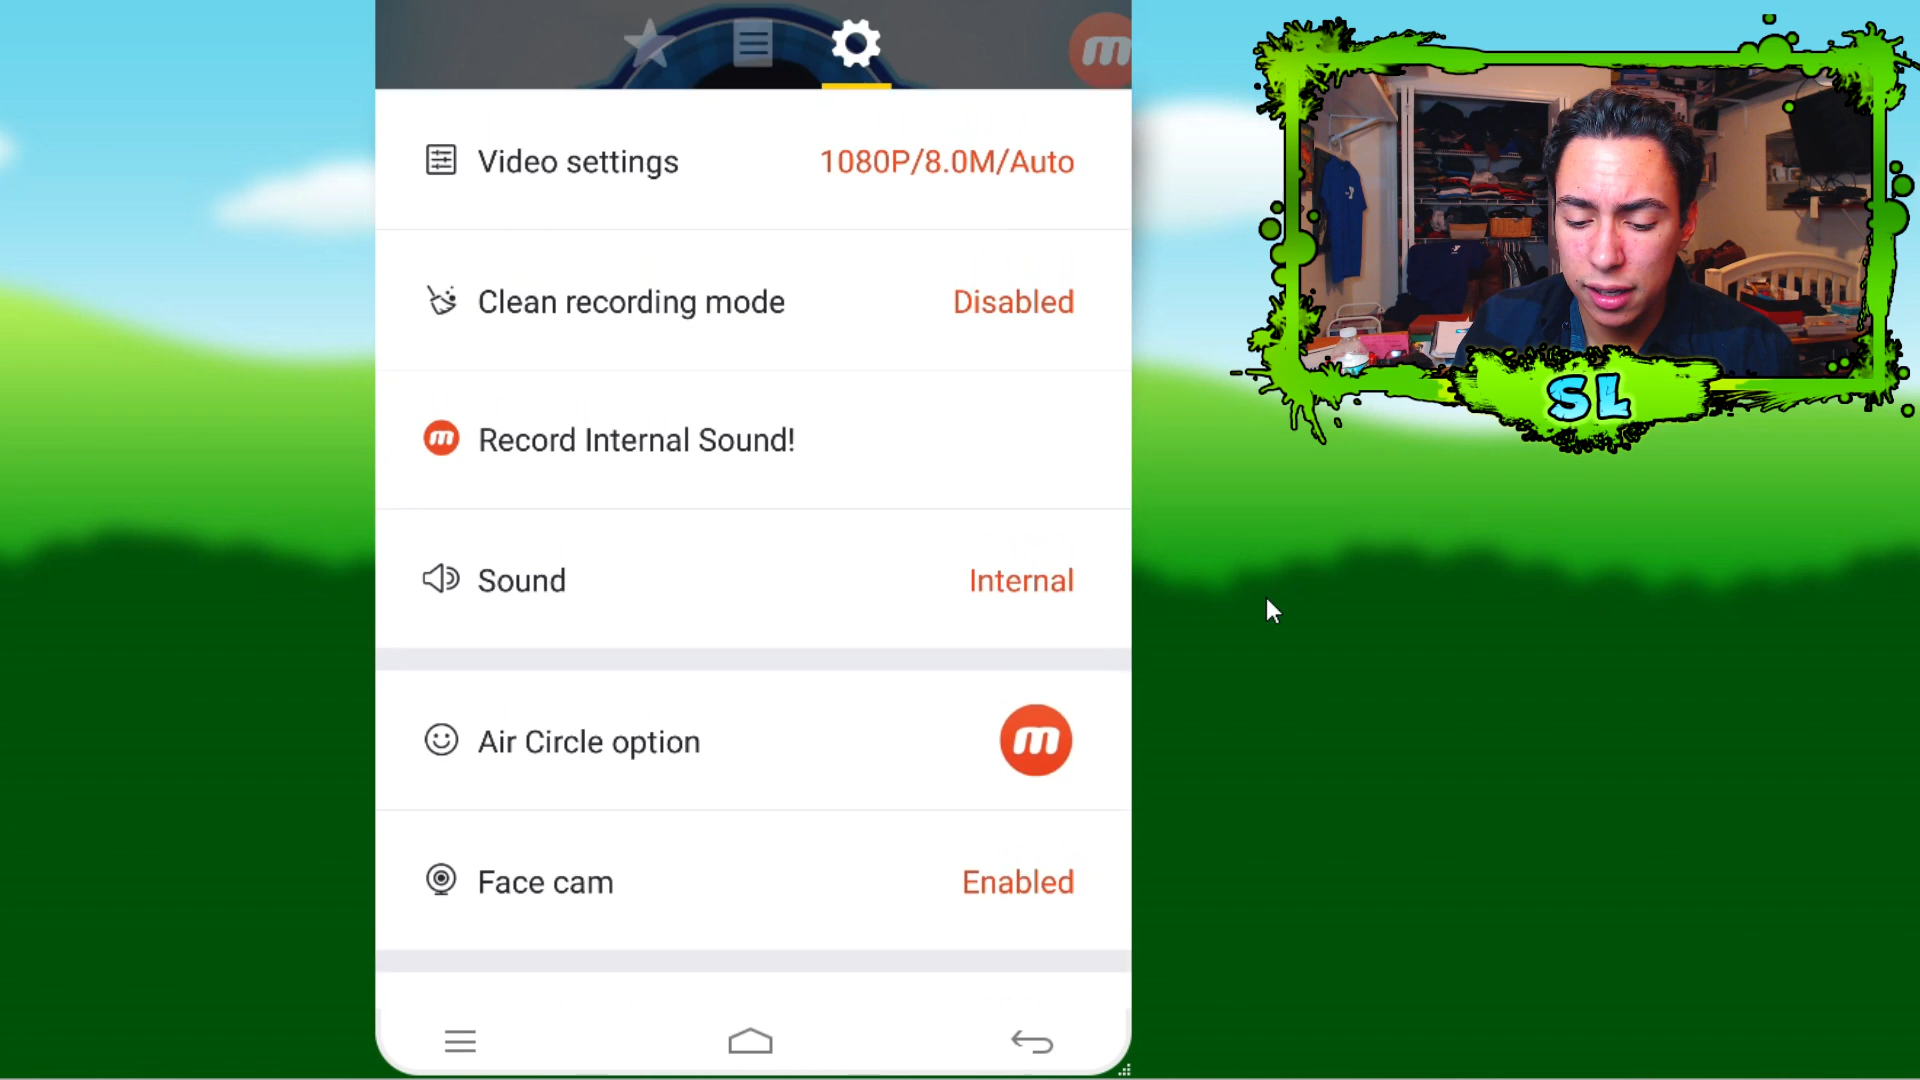 m
Video settings 1080P/8.0M/Auto
Clean recording mode Disabled
m Record Internal Sound!
Sound Internal
Air Circle option m
Face cam Enabled
SL